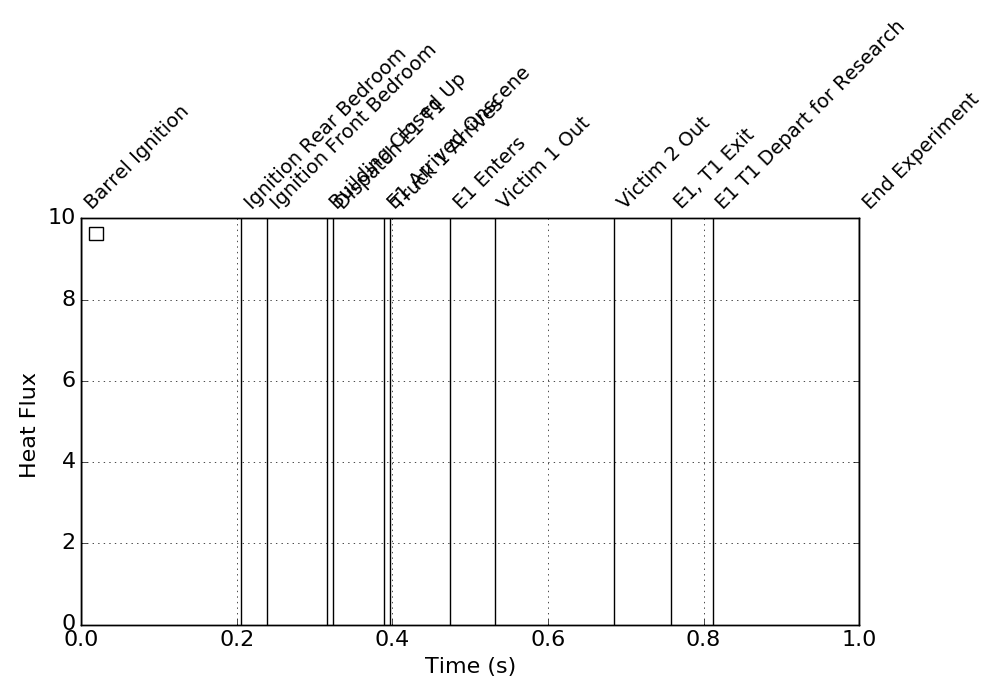 Barrel Ignition
Ignition Rear Bedroom
Ignition Front Bedroom
Building Closed Up
Dispatch E1 T1
E1 Arrived Onscene
Truck 1 Arrives
E1 Enters
Victim 1 Out
Victim 2 Out
E1, T1 Exit
E1 T1 Depart for Research
End Experiment
10
8
6
4
2
0
Heat Flux
0.0 0.2 0.4 0.6 0.8 1.0
Time (s)